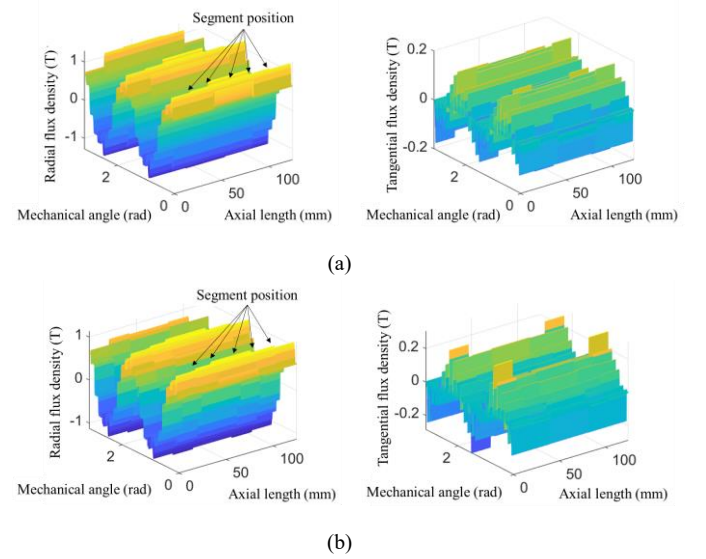 Segment position
Radial flux density (T)
1
0
-1
2
0
0
50
100
Mechanical angle (rad)
Axial length (mm)
Tangential flux density (T)
0.2
0
-0.2
2
0
0
50
100
Mechanical angle (rad)
Axial length (mm)
(a)
Segment position
Radial flux density (T)
1
0
-1
2
0
0
50
100
Mechanical angle (rad)
Axial length (mm)
Tangential flux density (T)
0.2
0
-0.2
2
0
50
100
Mechanical angle (rad)
Axial length (mm)
(b)